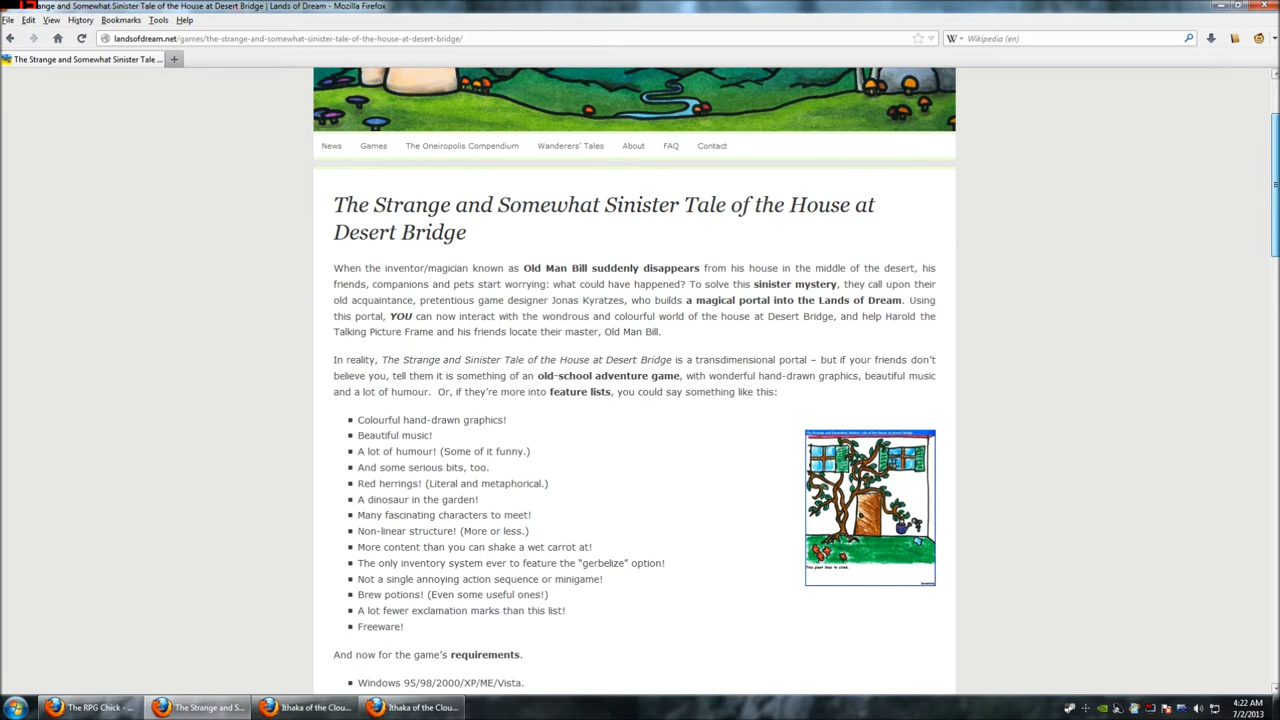 ange and Somewhat Sinister Tale of the House at Desert Bridge | Lands of Dream - Mozilla Firefox
File Edit View History Bookmarks Tools Help
landsofdream.net/games/the-strange-and-somewhat-sinister-tale-of-the-house-at-desert-bridge/
Wikipedia (en)
The Strange and Somewhat Sinister Tale ...
News Games The Oneiropolis Compendium Wanderers' Tales About FAQ Contact
The Strange and Somewhat Sinister Tale of the House at
Desert Bridge
When the inventor/magician known as Old Man Bill suddenly disappears from his house in the middle of the desert, his
friends, companions and pets start worrying: what could have happened? To solve this sinister mystery, they call upon their
old acquaintance, pretentious game designer Jonas Kyratzes, who builds a magical portal into the Lands of Dream. Using
this portal, YOU can now interact with the wondrous and colourful world of the house at Desert Bridge, and help Harold the
Talking Picture Frame and his friends locate their master, Old Man Bill.
In reality, The Strange and Sinister Tale of the House at Desert Bridge is a transdimensional portal – but if your friends don't
believe you, tell them it is something of an old-school adventure game, with wonderful hand-drawn graphics, beautiful music
and a lot of humour. Or, if they're more into feature lists, you could say something like this:
Colourful hand-drawn graphics!
Beautiful music!
A lot of humour! (Some of it funny.)
And some serious bits, too.
Red herrings! (Literal and metaphorical.)
A dinosaur in the garden!
Many fascinating characters to meet!
Non-linear structure! (More or less.)
More content than you can shake a wet carrot at!
The only inventory system ever to feature the "gerbelize" option!
Not a single annoying action sequence or minigame!
Brew potions! (Even some useful ones!)
A lot fewer exclamation marks than this list!
Freeware!
The Strange and Somewhat Sinister Tale of the House at Desert Bridge
This plant likes to climb.
And now for the game's requirements.
Windows 95/98/2000/XP/ME/Vista.
The RPG Chick - ... The Strange and S... Ithaka of the Clou... Ithaka of the Clou...
4:22 AM
7/2/2013